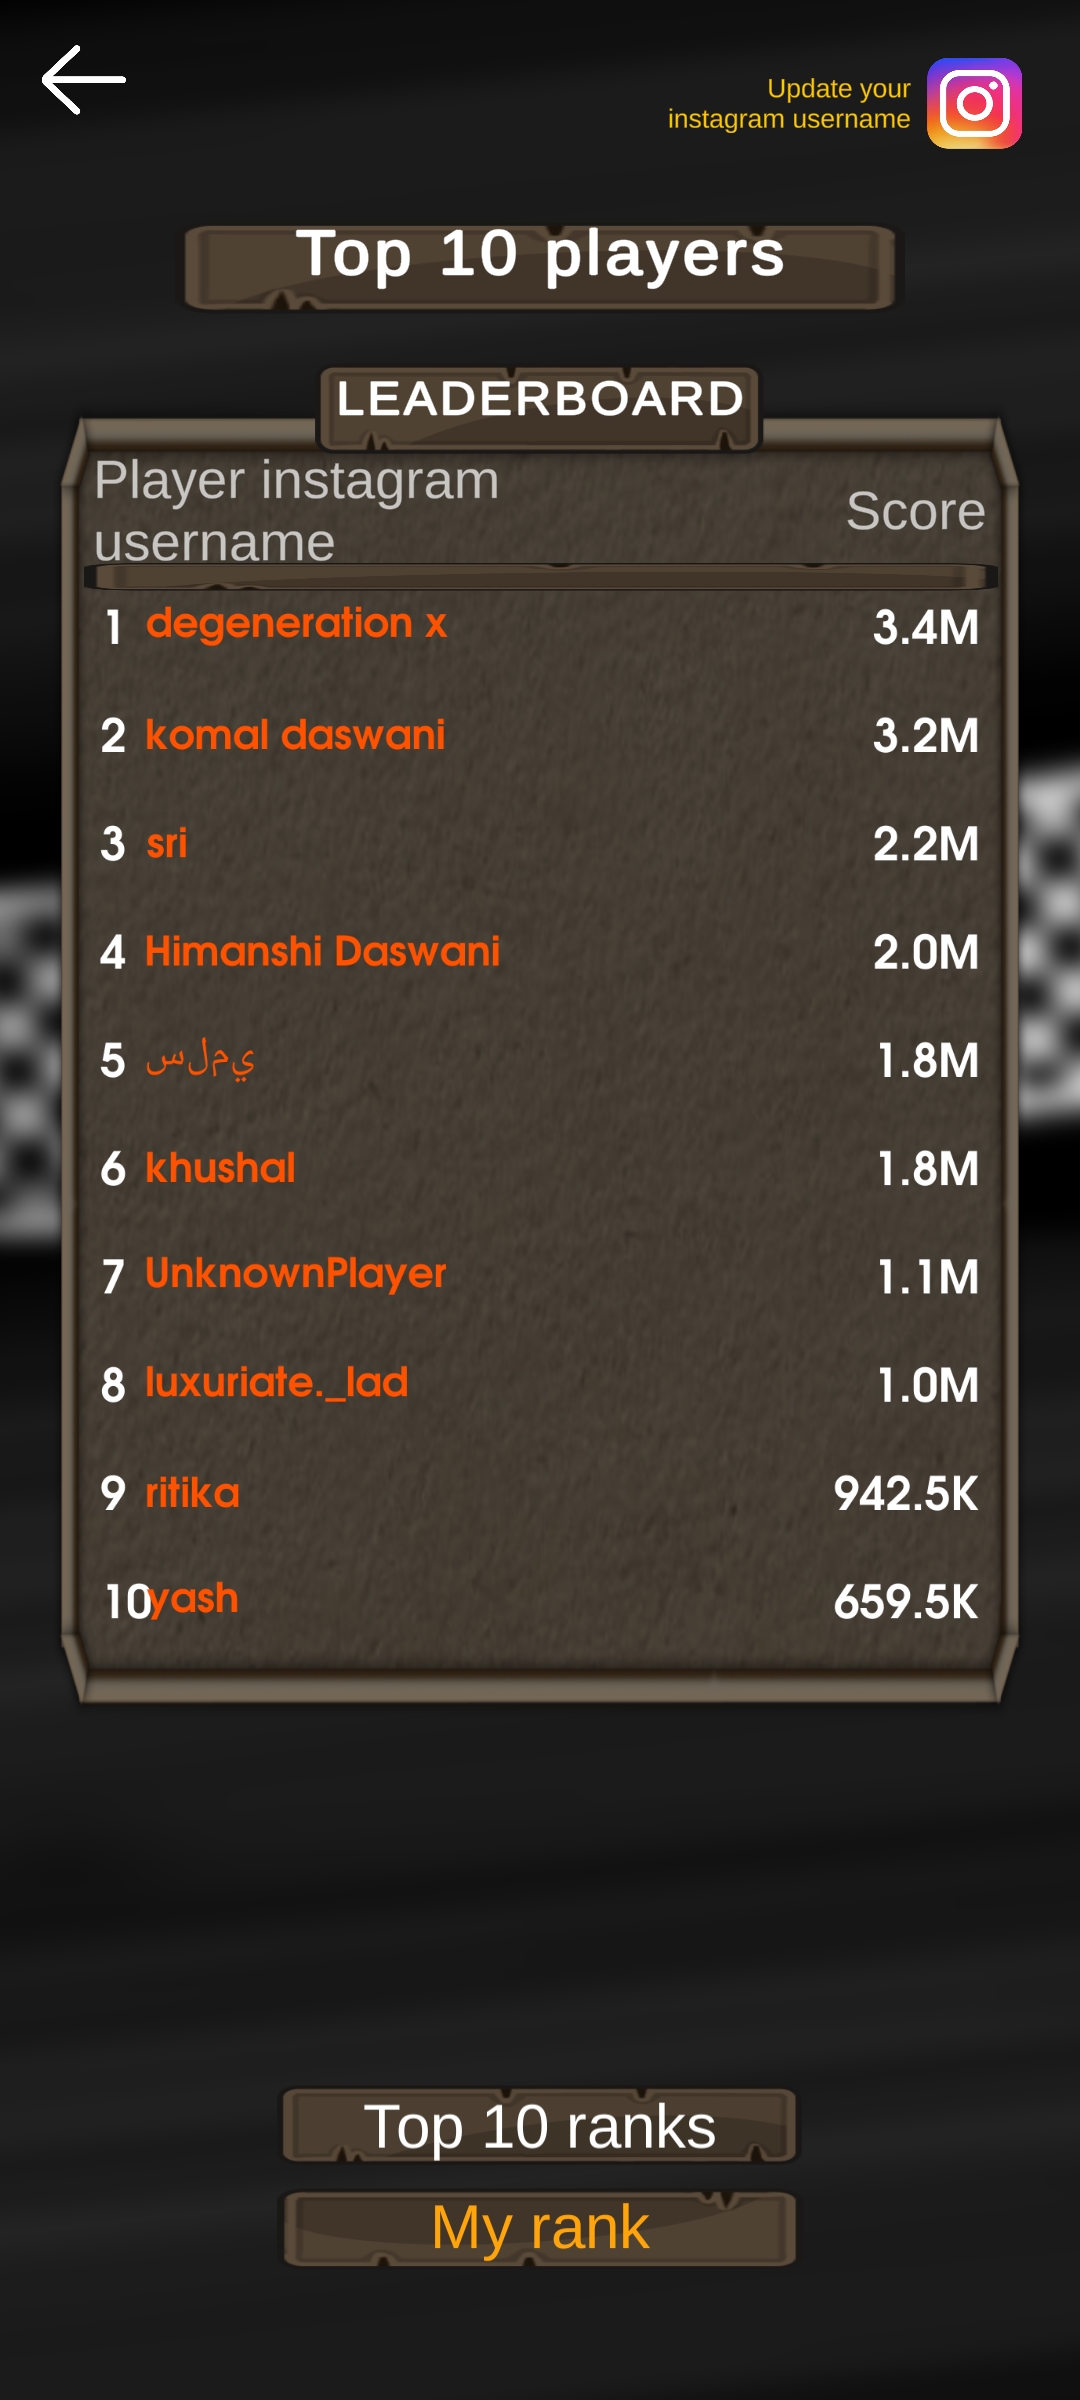 Update your
instagram username
Top 10 players
LEADERBOARD
Player instagram
username
Score
1 degeneration x 3.4M
2 komal daswani 3.2M
3 sri 2.2M
4 Himanshi Daswani 2.0M
5 سلمي 1.8M
6 khushal 1.8M
7 UnknownPlayer 1.1M
8 luxuriate._lad 1.0M
9 ritika 942.5K
10 yash 659.5K
Top 10 ranks
My rank